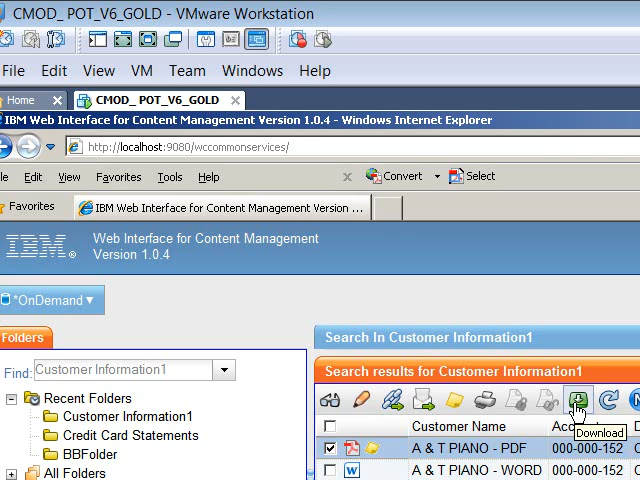 CMOD_ POT_V6_GOLD - VMware Workstation
File Edit View VM Team Windows Help
Home CMOD_ POT_V6_GOLD
IBM Web Interface for Content Management Version 1.0.4 - Windows Internet Explorer
http://localhost:9080/wccommonservices/
le Edit View Favorites Tools Help Convert Select
Favorites IBM Web Interface for Content Management Version ...
IBM Web Interface for Content Management
Version 1.0.4
*OnDemand
Folders Search In Customer Information1
Find: Customer Information1 Search results for Customer Information1
Recent Folders
Customer Information1 Customer Name Acc
Credit Card Statements Download
BBFolder A & T PIANO - PDF 000-000-152
All Folders A & T PIANO - WORD 000-000-152